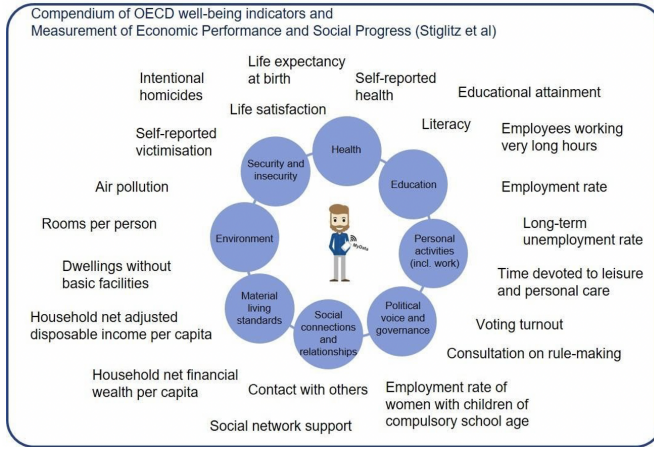 Compendium of OECD well-being indicators and
Measurement of Economic Performance and Social Progress (Stiglitz et al)
Life expectancy
at birth
Intentional
homicides
Self-reported
health
Educational attainment
Life satisfaction
Literacy
Employees working
very long hours
Self-reported
victimisation
Health
Security and
insecurity
Education
Air pollution
Employment rate
Rooms per person
Environment
MyData
Personal
activities
(incl. work)
Long-term
unemployment rate
Dwellings without
basic facilities
Time devoted to leisure
and personal care
Material
living
standards
Social
connections
and
relationships
Political
voice and
governance
Household net adjusted
disposable income per capita
Voting turnout
Consultation on rule-making
Household net financial
wealth per capita
Contact with others
Employment rate of
women with children of
compulsory school age
Social network support